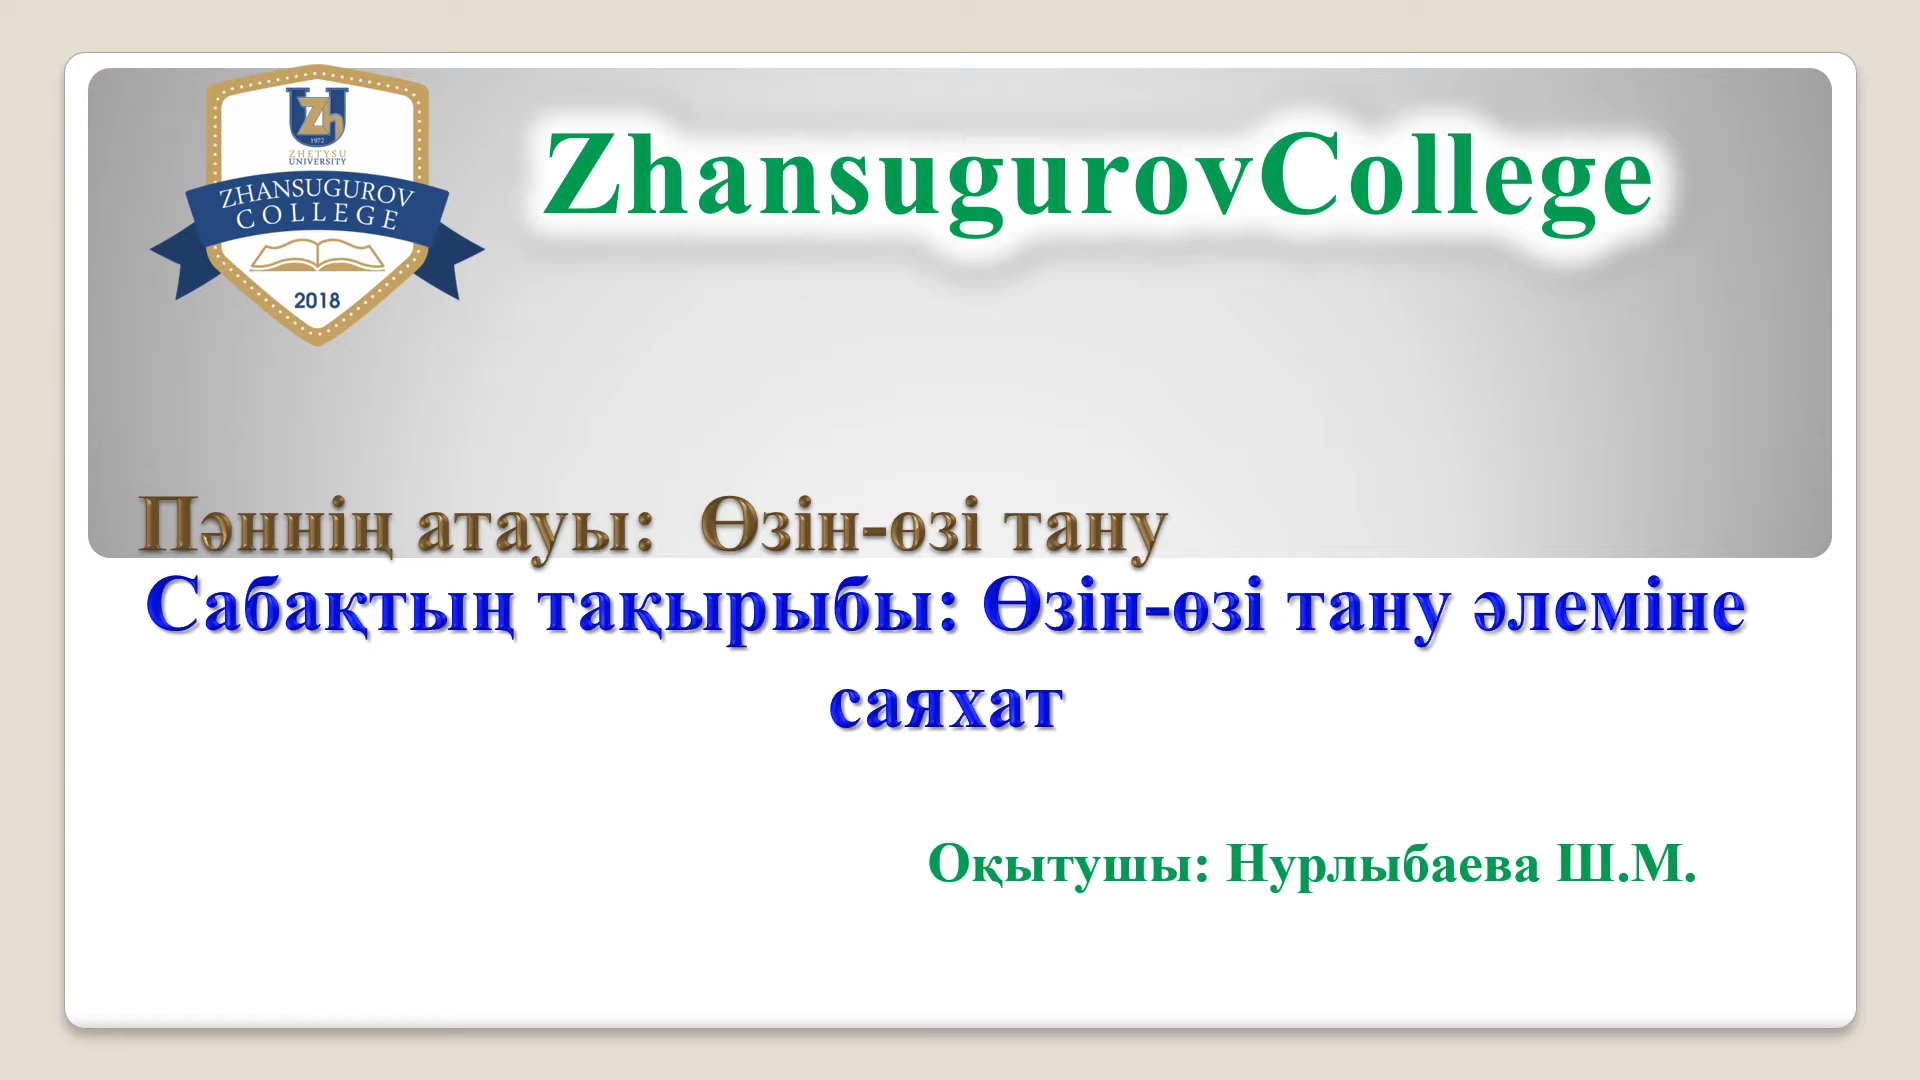 Zh
1972
ZHETYSU
UNIVERSITY
ZHANSUGUROV
COLLEGE
2018
ZhansugurovCollege
Пәннің атауы:  Өзін-өзі тану
Сабақтың тақырыбы: Өзін-өзі тану әлеміне
саяхат
Оқытушы: Нурлыбаева Ш.М.